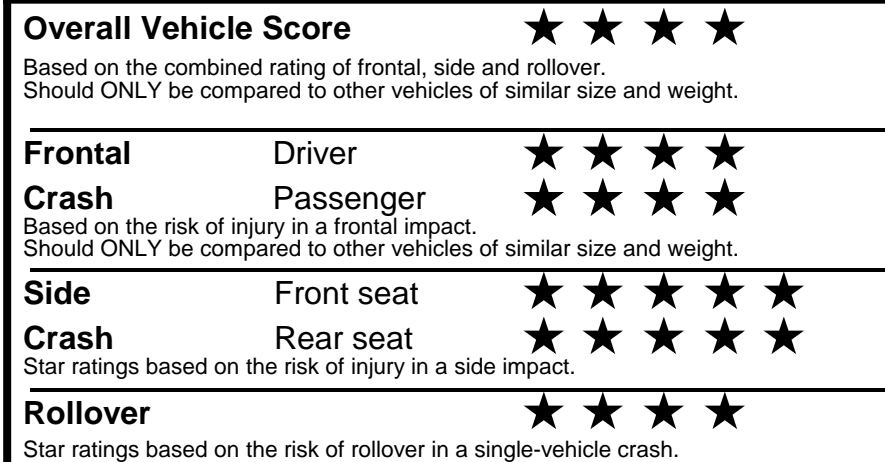 Overall Vehicle Score ★ ★ ★ ★
Based on the combined rating of frontal, side and rollover.
Should ONLY be compared to other vehicles of similar size and weight.
Frontal Driver ★ ★ ★ ★
Crash Passenger ★ ★ ★ ★
Based on the risk of injury in a frontal impact.
Should ONLY be compared to other vehicles of similar size and weight.
Side Front seat ★ ★ ★ ★ ★
Crash Rear seat ★ ★ ★ ★ ★
Star ratings based on the risk of injury in a side impact.
Rollover ★ ★ ★ ★
Star ratings based on the risk of rollover in a single-vehicle crash.